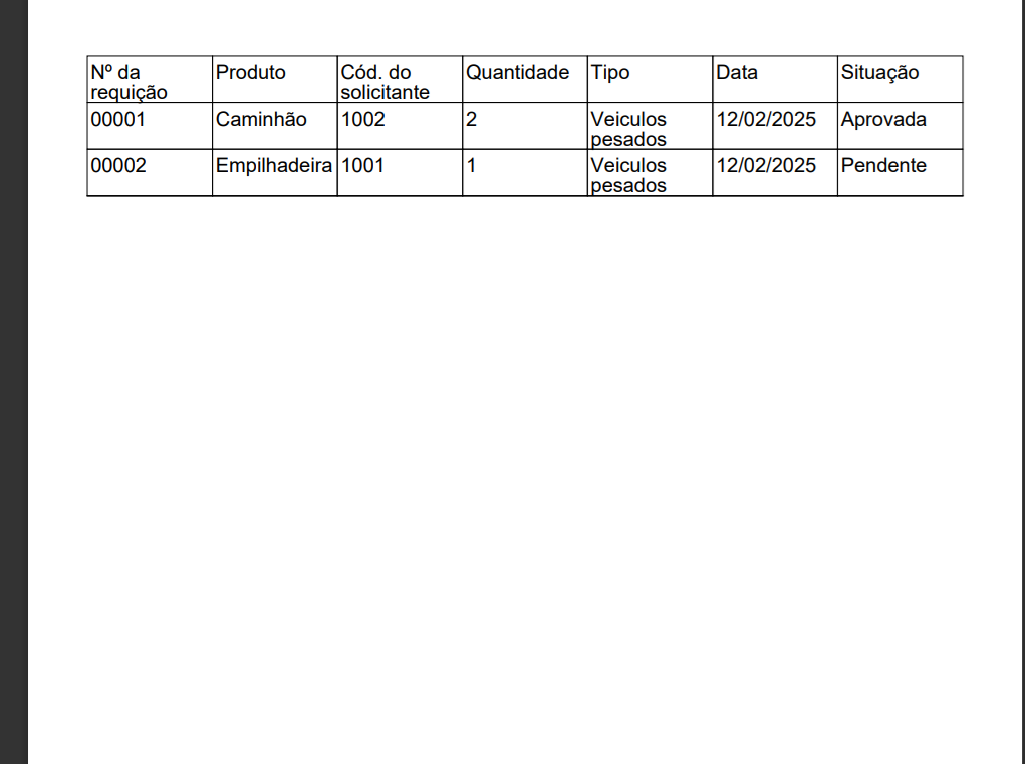 Nº da requição Produto Cód. do solicitante Quantidade Tipo Data Situação
00001 Caminhão 1002 2 Veiculos pesados 12/02/2025 Aprovada
00002 Empilhadeira 1001 1 Veiculos pesados 12/02/2025 Pendente